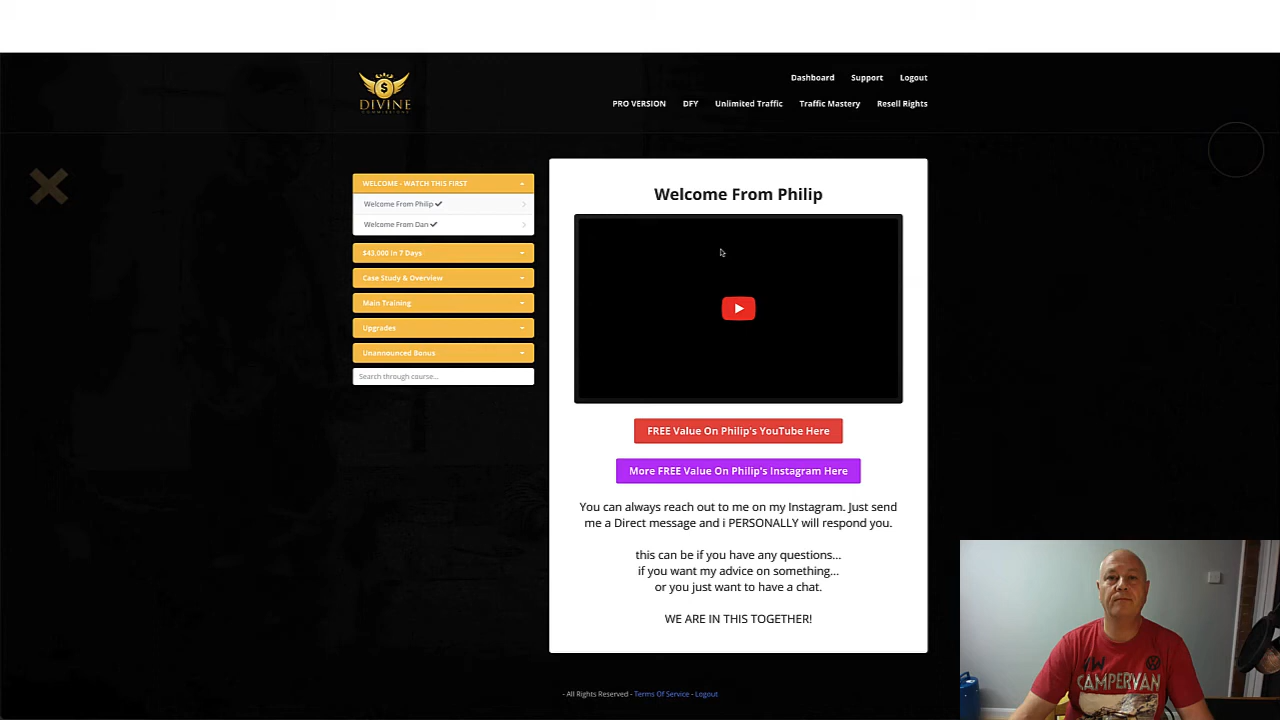 DIVINE
COMMISSIONS
Dashboard
Support
Logout
PRO VERSION
DFY
Unlimited Traffic
Traffic Mastery
Resell Rights
WELCOME - WATCH THIS FIRST
Welcome From Philip
Welcome From Dan
$43,000 in 7 Days
Case Study & Overview
Main Training
Upgrades
Unannounced Bonus
Search through course...
Welcome From Philip
FREE Value On Philip's YouTube Here
More FREE Value On Philip's Instagram Here
You can always reach out to me on my Instagram. Just send
me a Direct message and i PERSONALLY will respond you.
this can be if you have any questions...
if you want my advice on something...
or you just want to have a chat.
WE ARE IN THIS TOGETHER!
- All Rights Reserved - Terms Of Service - Logout
CAMPERVAN